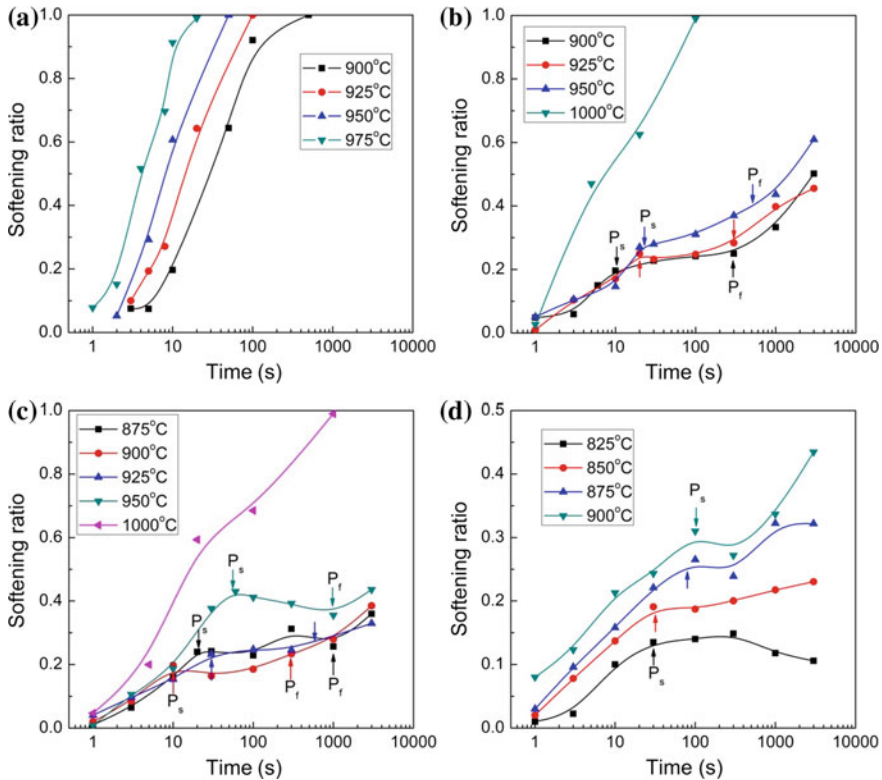 (a)
Softening ratio
1.0
0.8
0.6
0.4
0.2
0.0
1 10 100 1000 10000
Time (s)
900°C
925°C
950°C
975°C
(b)
Softening ratio
1.0
0.8
0.6
0.4
0.2
0.0
1 10 100 1000 10000
Time (s)
900°C
925°C
950°C
1000°C
Ps
Ps
Pf
Pf
(c)
Softening ratio
1.0
0.8
0.6
0.4
0.2
0.0
1 10 100 1000 10000
Time (s)
875°C
900°C
925°C
950°C
1000°C
Ps
Pf
Ps
Ps
Pf
Pf
(d)
Softening ratio
0.5
0.4
0.3
0.2
0.1
0.0
1 10 100 1000 10000
Time (s)
825°C
850°C
875°C
900°C
Ps
Ps